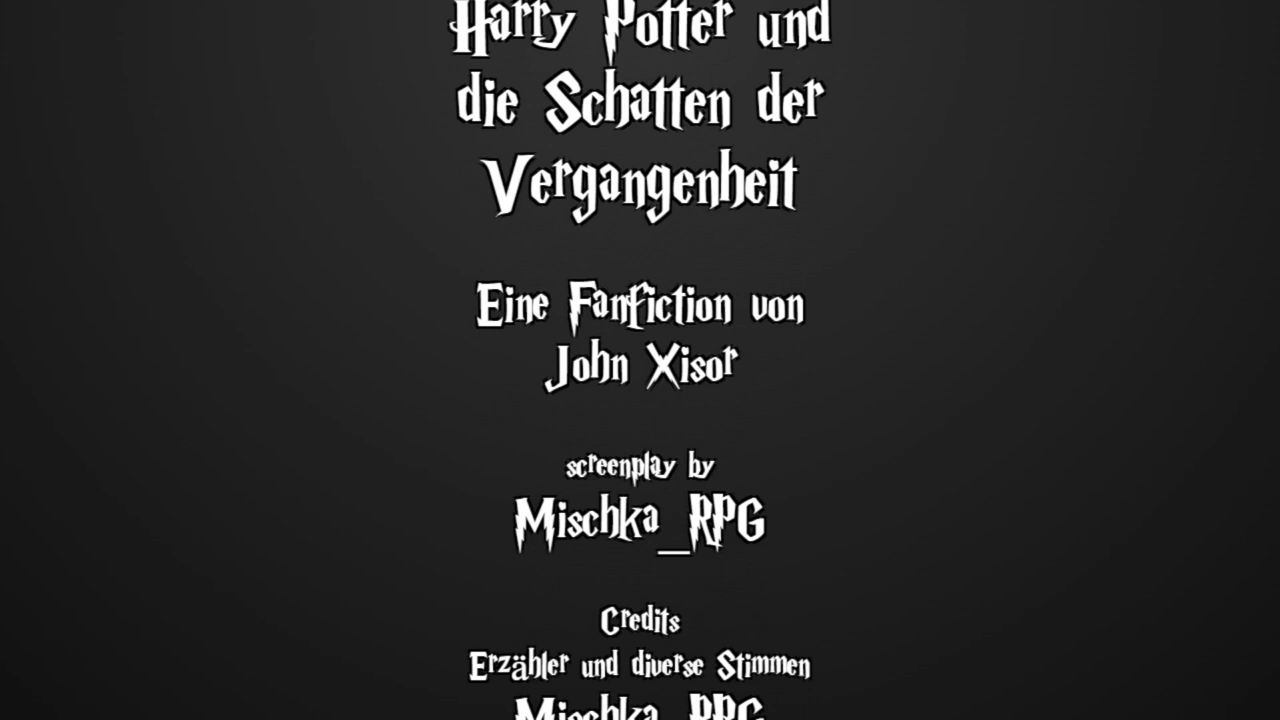 Harry Potter und
die Schatten der
Vergangenheit
Eine Fanfiction von
John Xisor
screenplay by
Mischka_RPG
Credits
Erzähler und diverse Stimmen
Mischka_RPG